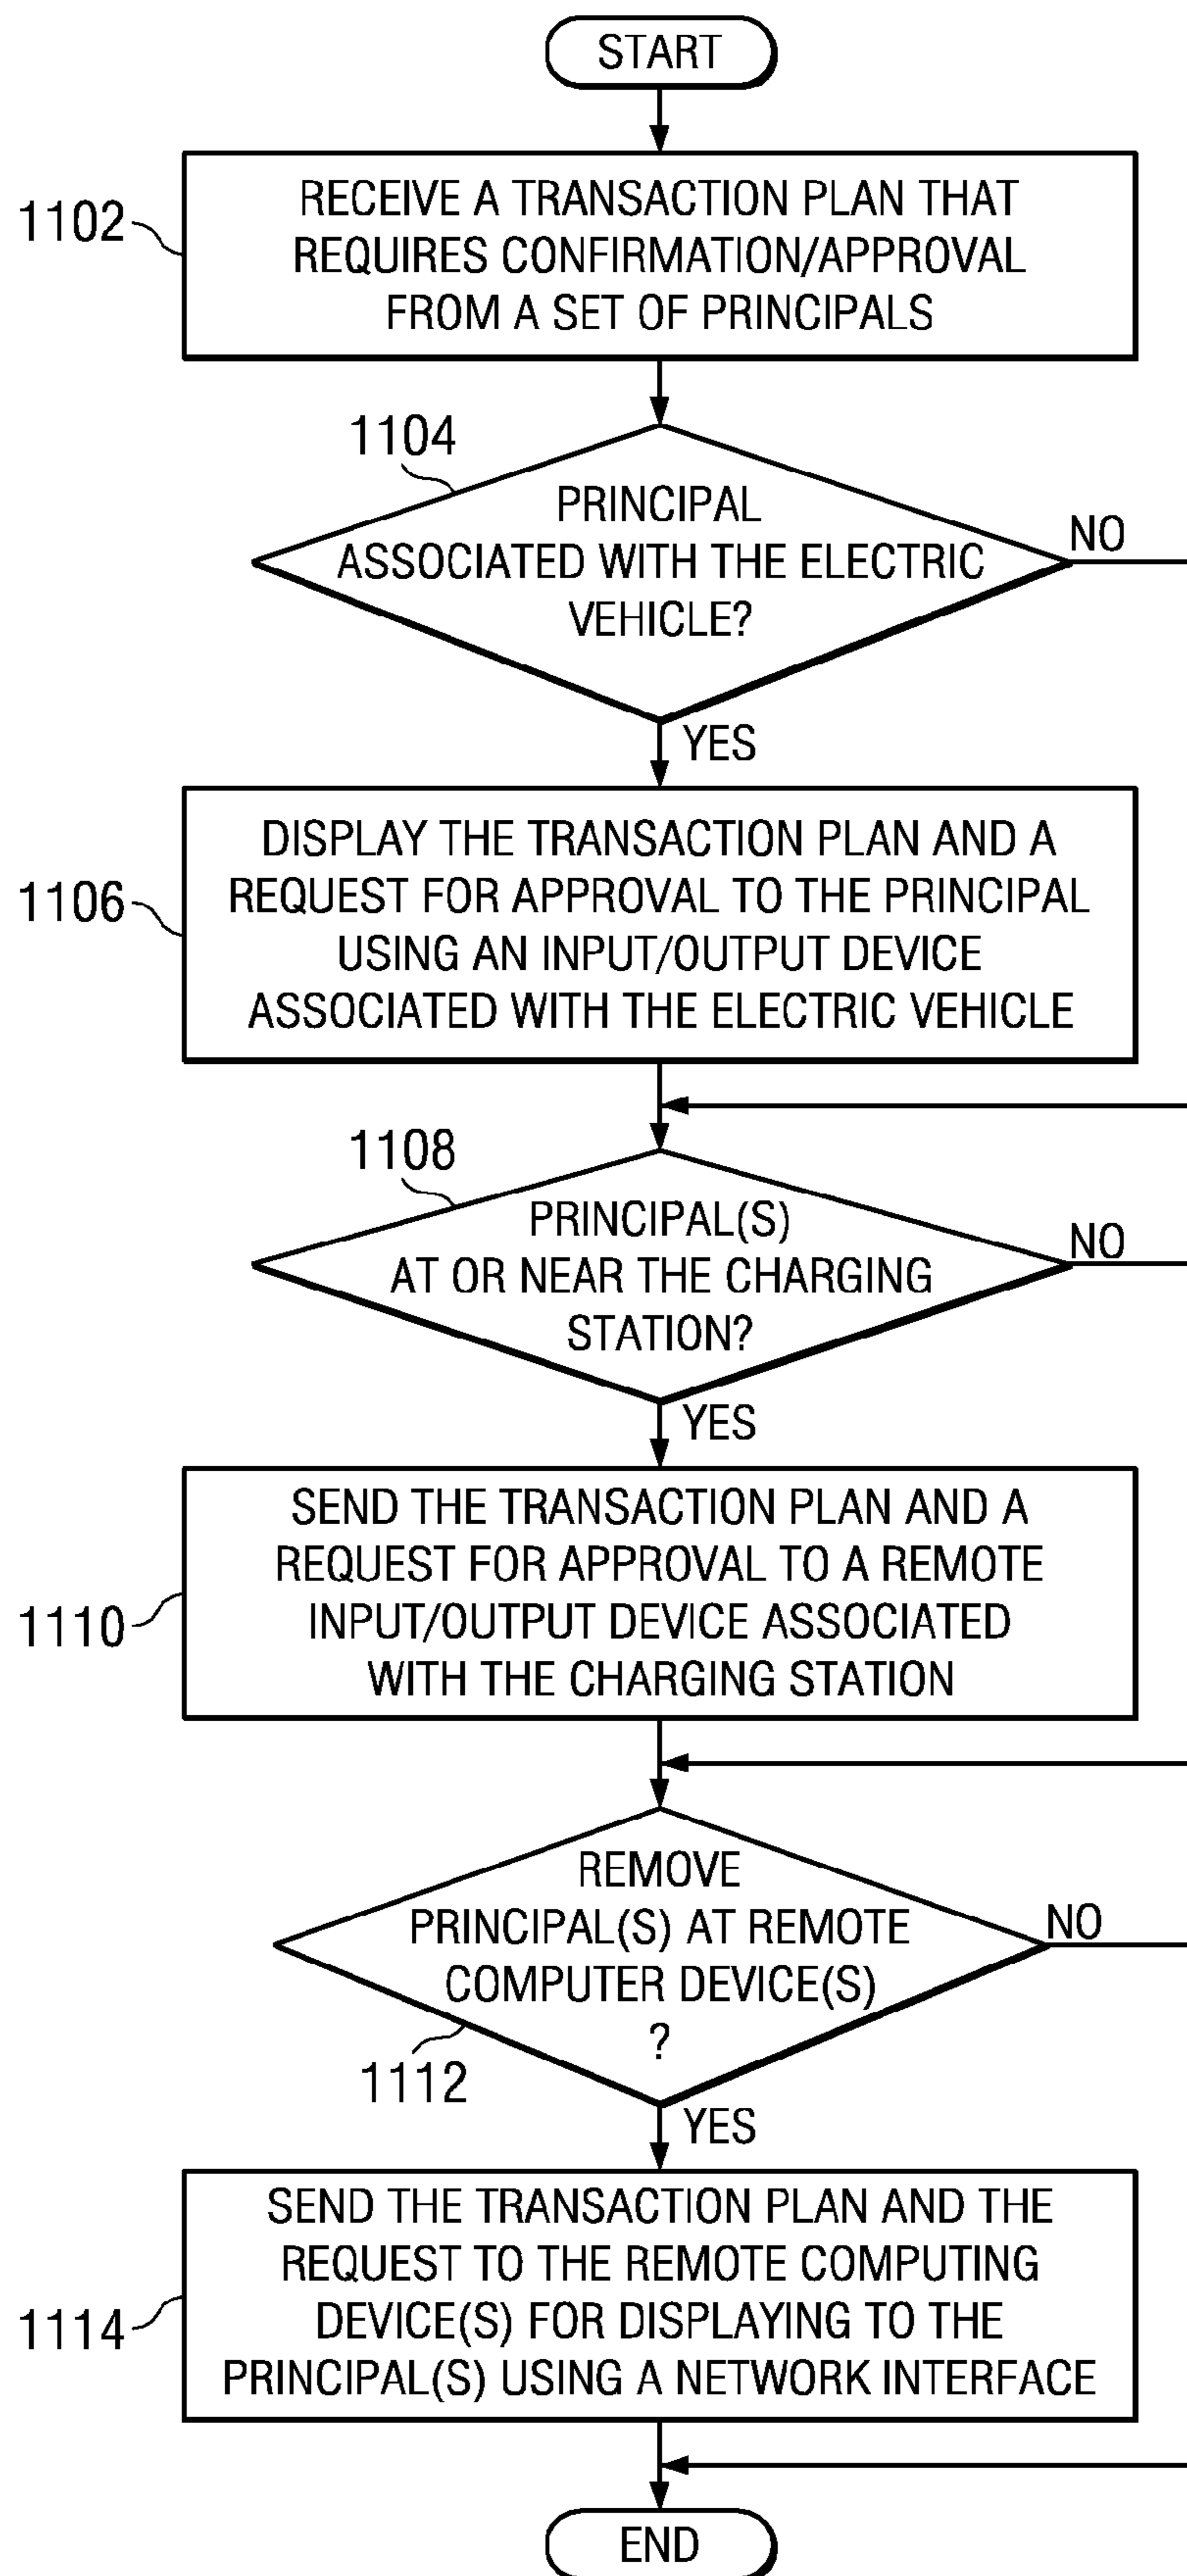 START
1102
RECEIVE A TRANSACTION PLAN THAT
REQUIRES CONFIRMATION/APPROVAL
FROM A SET OF PRINCIPALS
1104
PRINCIPAL
ASSOCIATED WITH THE ELECTRIC
VEHICLE?
NO
YES
1106
DISPLAY THE TRANSACTION PLAN AND A
REQUEST FOR APPROVAL TO THE PRINCIPAL
USING AN INPUT/OUTPUT DEVICE
ASSOCIATED WITH THE ELECTRIC VEHICLE
1108
PRINCIPAL(S)
AT OR NEAR THE CHARGING
STATION?
NO
YES
1110
SEND THE TRANSACTION PLAN AND A
REQUEST FOR APPROVAL TO A REMOTE
INPUT/OUTPUT DEVICE ASSOCIATED
WITH THE CHARGING STATION
REMOVE
PRINCIPAL(S) AT REMOTE
COMPUTER DEVICE(S)
?
NO
1112
YES
1114
SEND THE TRANSACTION PLAN AND THE
REQUEST TO THE REMOTE COMPUTING
DEVICE(S) FOR DISPLAYING TO THE
PRINCIPAL(S) USING A NETWORK INTERFACE
END